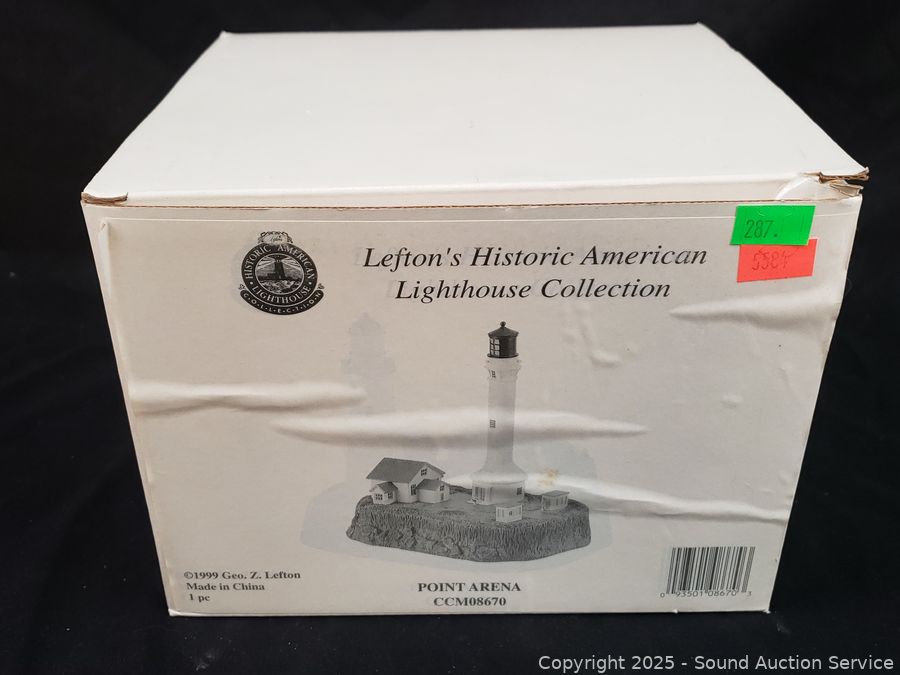 287.
Lefton's Historic American
Lighthouse Collection
HISTORIC AMERICAN
LIGHTHOUSE
COLLECTION
©1999 Geo. Z. Lefton
Made in China
1 pc
POINT ARENA
CCM08670
0 93501 08670 3
Copyright 2025 - Sound Auction Service